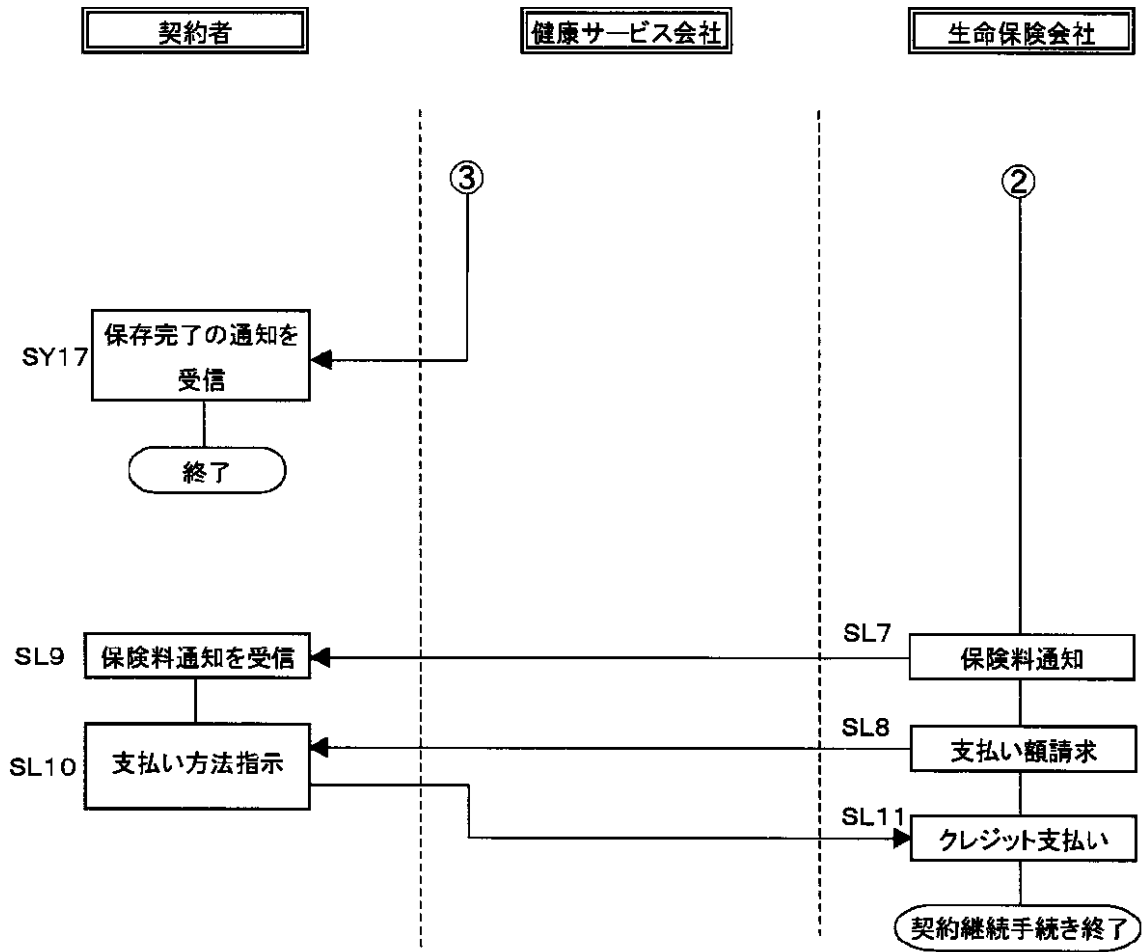 契約者
健康サービス会社
生命保険会社
③
②
SY17
保存完了の通知を
受信
終了
SL7
SL9
保険料通知を受信
保険料通知
SL8
SL10
支払い方法指示
支払い額請求
SL11
クレジット支払い
契約継続手続き終了